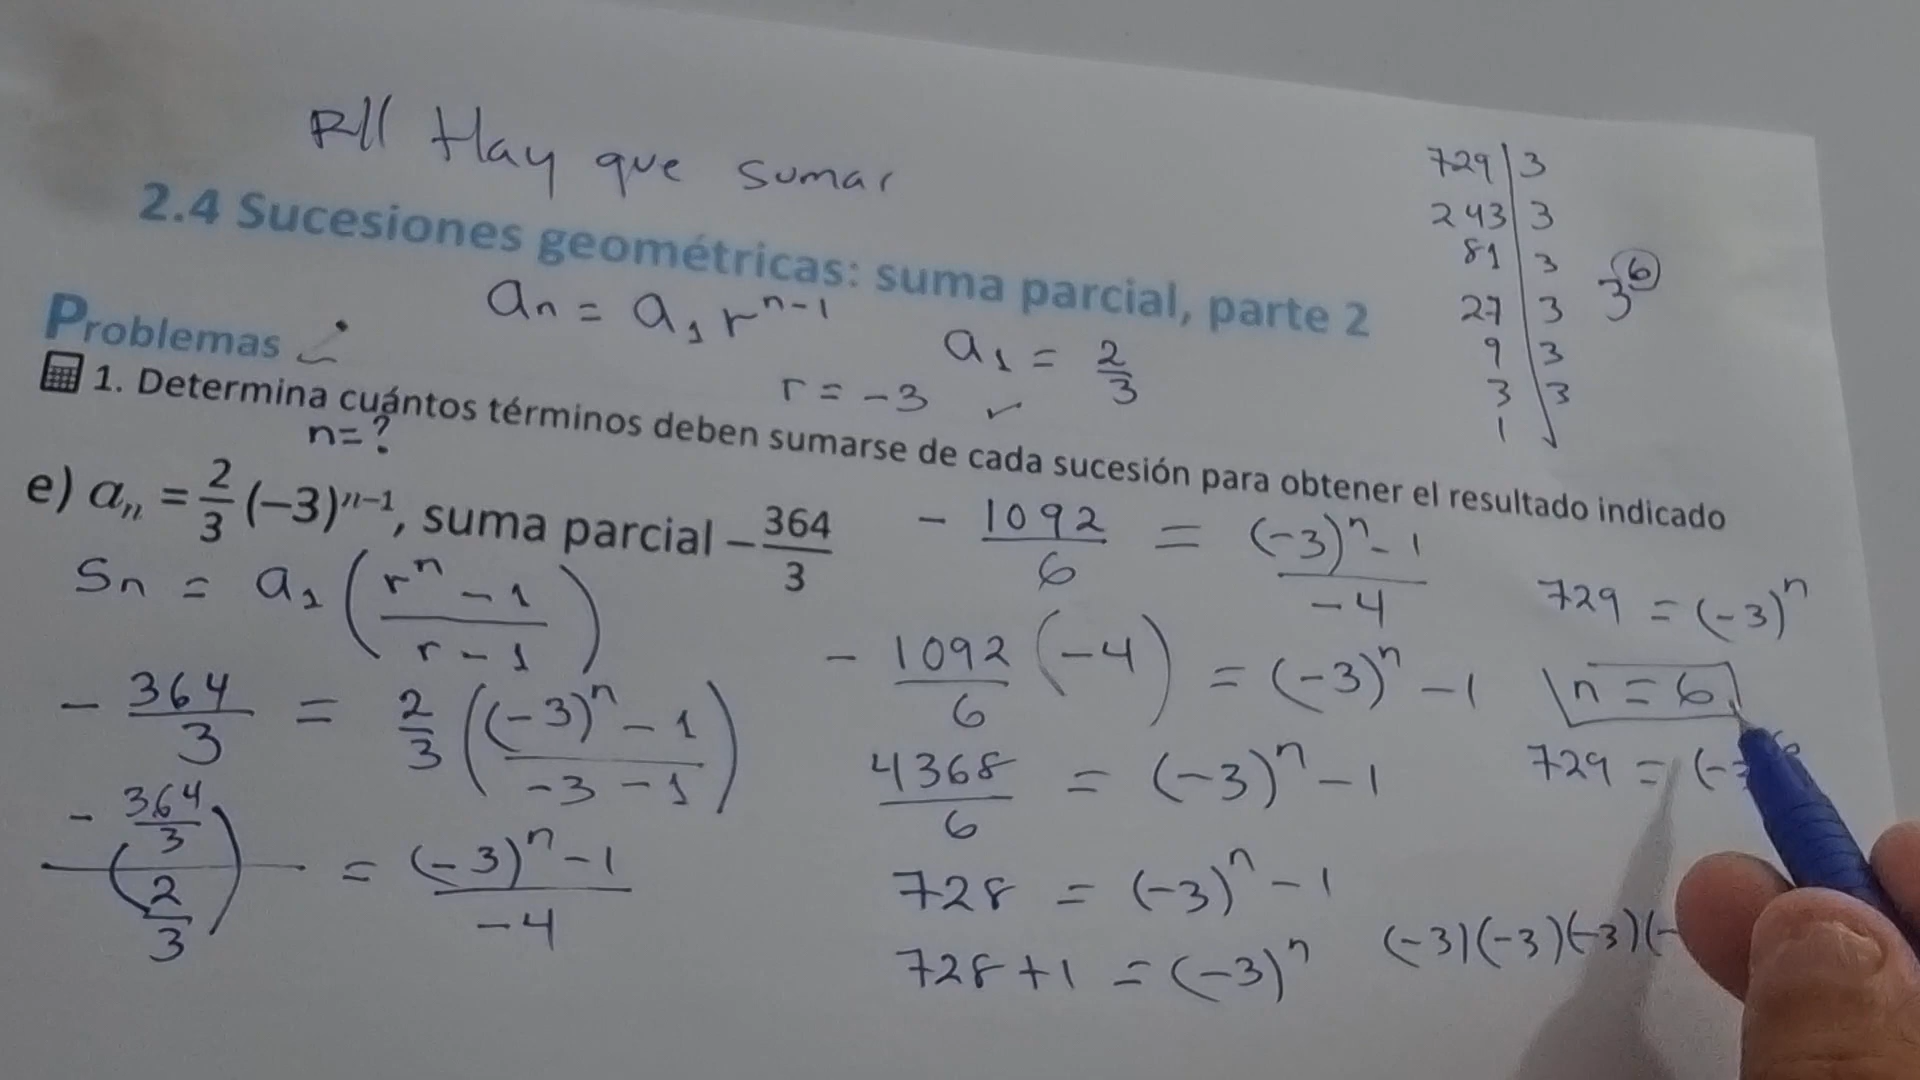 R// Hay que sumar
2.4 Sucesiones geométricas: suma parcial, parte 2
aₙ = a₁ rⁿ⁻¹
Problemas
a₁ = 2/3
r = -3 ✓
1. Determina cuántos términos deben sumarse de cada sucesión para obtener el resultado indicado
n=?
e) aₙ = 2/3 (−3)ⁿ⁻¹, suma parcial −364/3
Sₙ = a₁ ( (rⁿ - 1)/(r - 1) )
- 364/3 = 2/3 ( ((-3)ⁿ - 1)/(-3 - 1) )
(- 364/3)/(2/3) = ((-3)ⁿ - 1)/(-4)
- 1092/6 = ((-3)ⁿ - 1)/(-4)
- 1092/6 (-4) = (-3)ⁿ - 1
4368/6 = (-3)ⁿ - 1
728 = (-3)ⁿ - 1
728 + 1 = (-3)ⁿ
729 = (-3)ⁿ
n = 6
729 = (-3
(-3)(-3)(-3)(-
729 | 3
243 | 3
81 | 3
27 | 3
9 | 3
3 | 3
1
3⁶